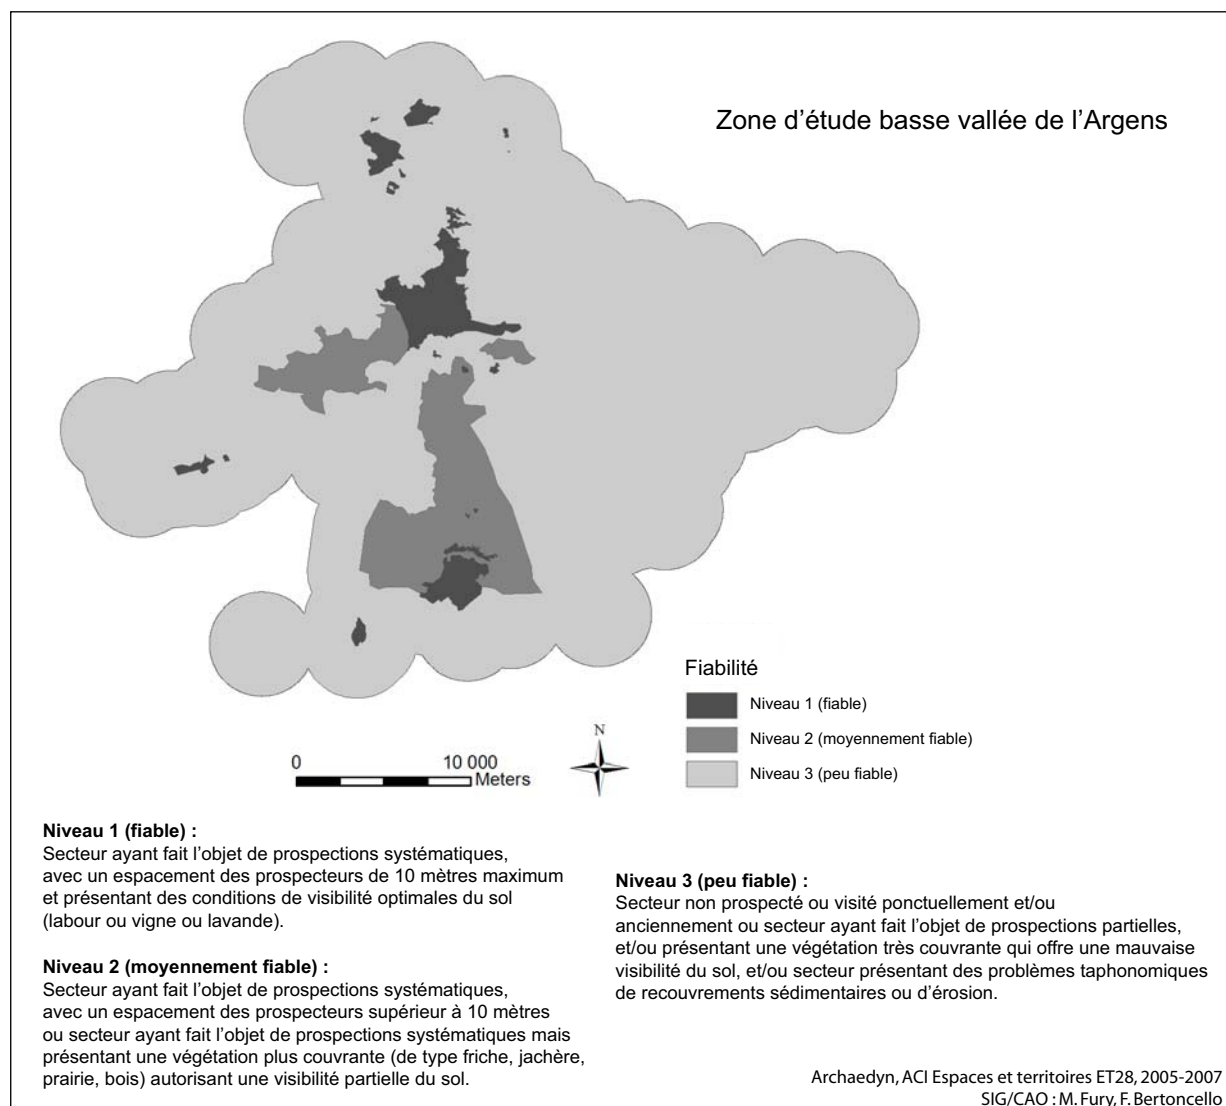 Zone d’étude basse vallée de l’Argens
Fiabilité
Niveau 1 (fiable)
Niveau 2 (moyennement fiable)
Niveau 3 (peu fiable)
N
0 10 000
Meters
Niveau 1 (fiable) :
Secteur ayant fait l’objet de prospections systématiques,
avec un espacement des prospecteurs de 10 mètres maximum
et présentant des conditions de visibilité optimales du sol
(labour ou vigne ou lavande).
Niveau 2 (moyennement fiable) :
Secteur ayant fait l’objet de prospections systématiques,
avec un espacement des prospecteurs supérieur à 10 mètres
ou secteur ayant fait l’objet de prospections systématiques mais
présentant une végétation plus couvrante (de type friche, jachère,
prairie, bois) autorisant une visibilité partielle du sol.
Niveau 3 (peu fiable) :
Secteur non prospecté ou visité ponctuellement et/ou
anciennement ou secteur ayant fait l’objet de prospections partielles,
et/ou présentant une végétation très couvrante qui offre une mauvaise
visibilité du sol, et/ou secteur présentant des problèmes taphonomiques
de recouvrements sédimentaires ou d’érosion.
Archaedyn, ACI Espaces et territoires ET28, 2005-2007
SIG/CAO : M. Fury, F. Bertoncello